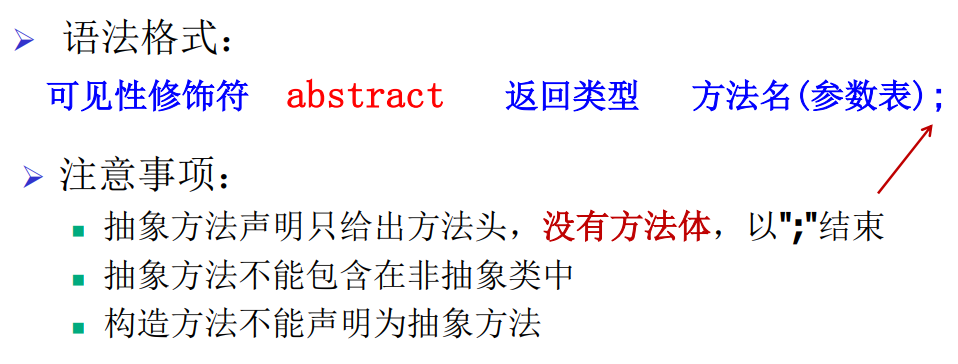 语法格式：
可见性修饰符 abstract 返回类型 方法名(参数表);
注意事项：
抽象方法声明只给出方法头，没有方法体，以";"结束
抽象方法不能包含在非抽象类中
构造方法不能声明为抽象方法